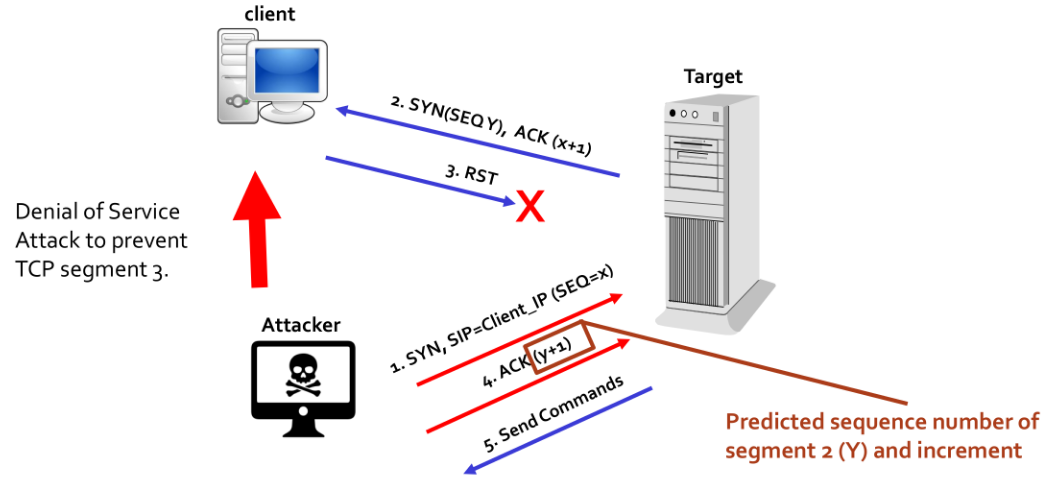 client
Target
2. SYN(SEQ Y), ACK (x+1)
3. RST
X
Denial of Service
Attack to prevent
TCP segment 3.
Attacker
1. SYN, SIP=Client_IP (SEQ=x)
4. ACK (y+1)
5. Send Commands
Predicted sequence number of
segment 2 (Y) and increment